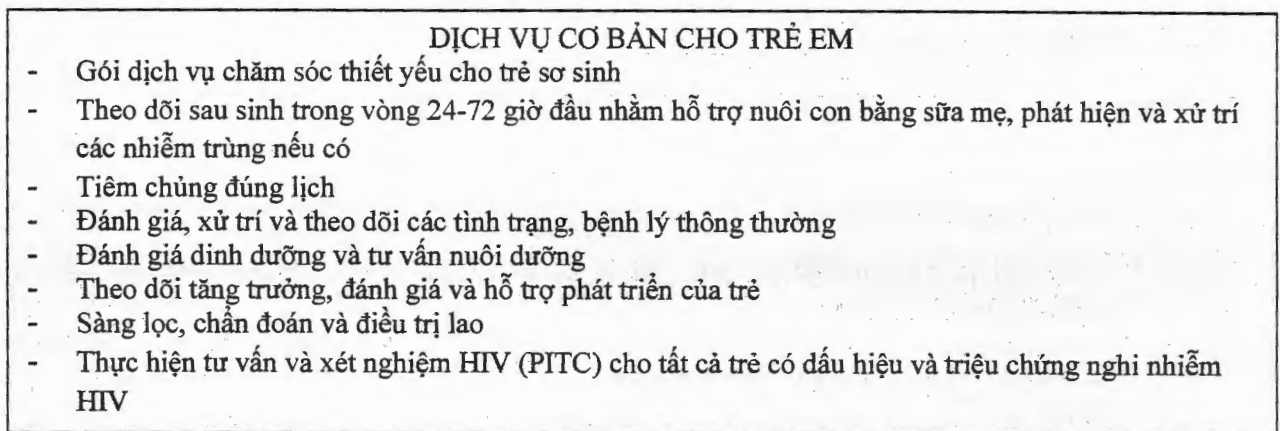 DỊCH VỤ CƠ BẢN CHO TRẺ EM
- Gói dịch vụ chăm sóc thiết yếu cho trẻ sơ sinh
- Theo dõi sau sinh trong vòng 24-72 giờ đầu nhằm hỗ trợ nuôi con bằng sữa mẹ, phát hiện và xử trí
các nhiễm trùng nếu có
- Tiêm chủng đúng lịch
- Đánh giá, xử trí và theo dõi các tình trạng, bệnh lý thông thường
- Đánh giá dinh dưỡng và tư vấn nuôi dưỡng
- Theo dõi tăng trưởng, đánh giá và hỗ trợ phát triển của trẻ
- Sàng lọc, chẩn đoán và điều trị lao
- Thực hiện tư vấn và xét nghiệm HIV (PITC) cho tất cả trẻ có dấu hiệu và triệu chứng nghi nhiễm
HIV